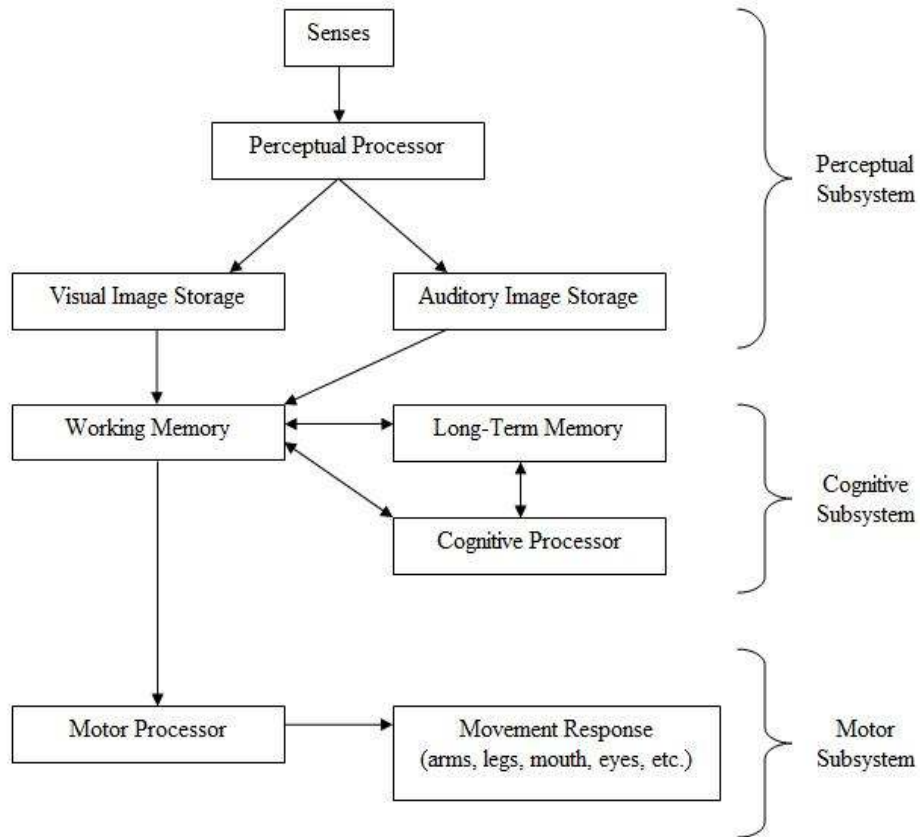 Senses
Perceptual Processor
Perceptual
Subsystem
Visual Image Storage
Auditory Image Storage
Working Memory
Long-Term Memory
Cognitive
Subsystem
Cognitive Processor
Motor Processor
Movement Response
(arms, legs, mouth, eyes, etc.)
Motor
Subsystem